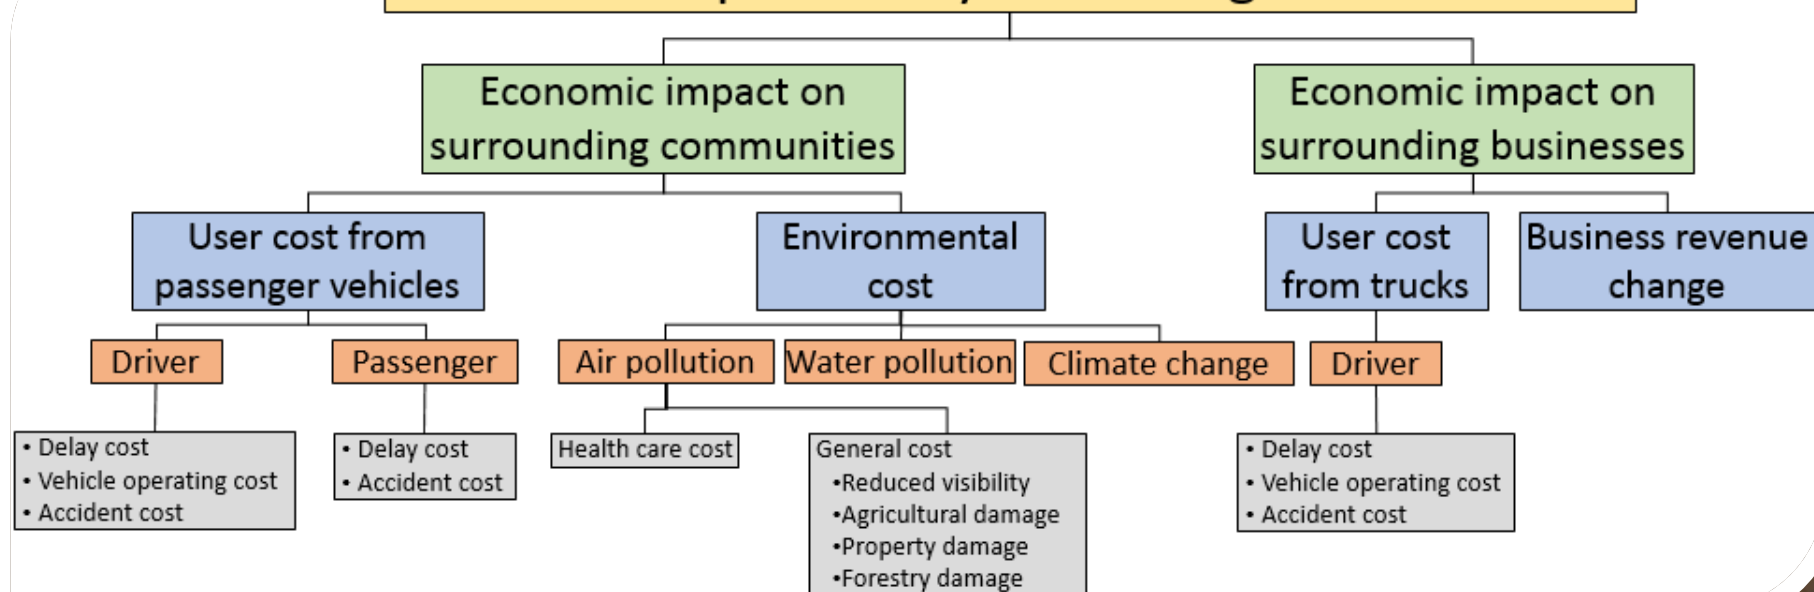 Economic impact on
surrounding communities
Economic impact on
surrounding businesses
User cost from
passenger vehicles
Environmental
cost
User cost
from trucks
Business revenue
change
Driver
Passenger
Air pollution
Water pollution
Climate change
Driver
• Delay cost
• Vehicle operating cost
• Accident cost
• Delay cost
• Accident cost
Health care cost
General cost
•Reduced visibility
•Agricultural damage
•Property damage
•Forestry damage
• Delay cost
• Vehicle operating cost
• Accident cost